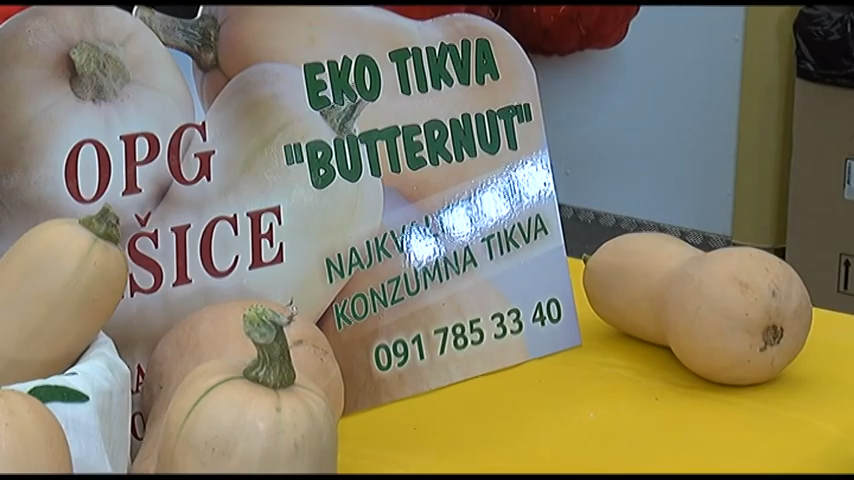 EKO TIKVA
"BUTTERNUT"
OPG
ŠICE
KONZUMNA TIKVA
091 785 33 40